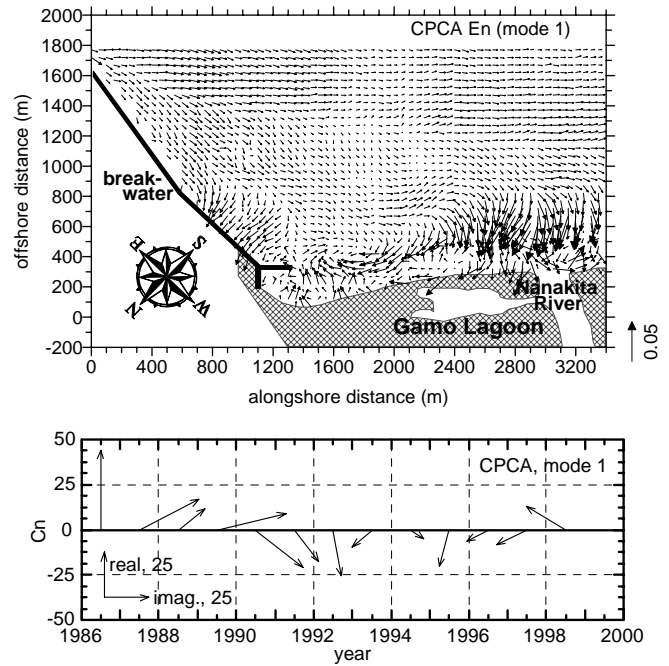 CPCA En (mode 1)
2000
1800
1600
1400
1200
1000
800
600
400
200
0
-200
offshore distance (m)
break-
water
N
E
S
W
Nanakita
River
Gamo Lagoon
0.05
0 400 800 1200 1600 2000 2400 2800 3200
alongshore distance (m)
50
25
0
-25
-50
Cn
CPCA, mode 1
real, 25
imag., 25
1986 1988 1990 1992 1994 1996 1998 2000
year